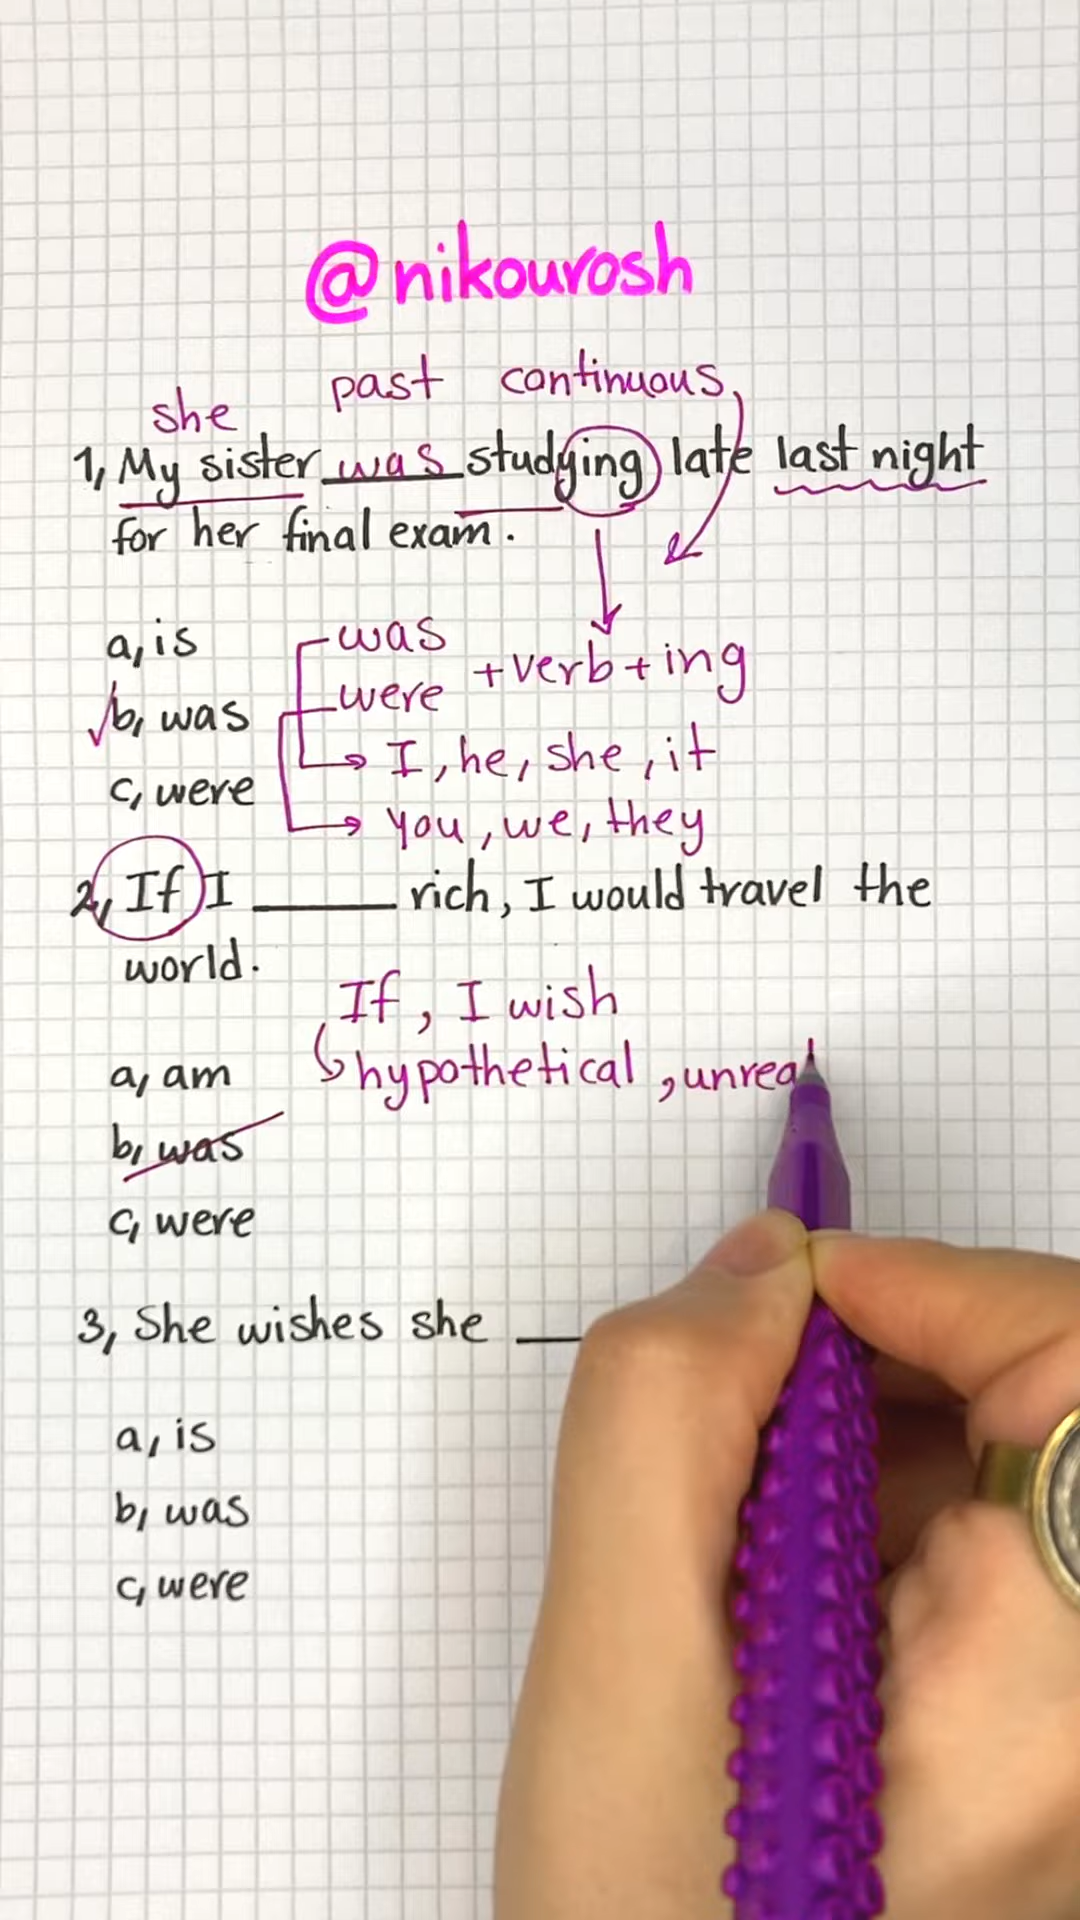 @nikourosh
past continuous
she
1, My sister was studying late last night
for her final exam.
a, is
b, was
c, were
was
were
+verb+ing
I, he, she, it
you, we, they
2, If I ______ rich, I would travel the
world.
If, I wish
hypothetical, unreal
a, am
b, was
c, were
3, She wishes she __
a, is
b, was
c, were